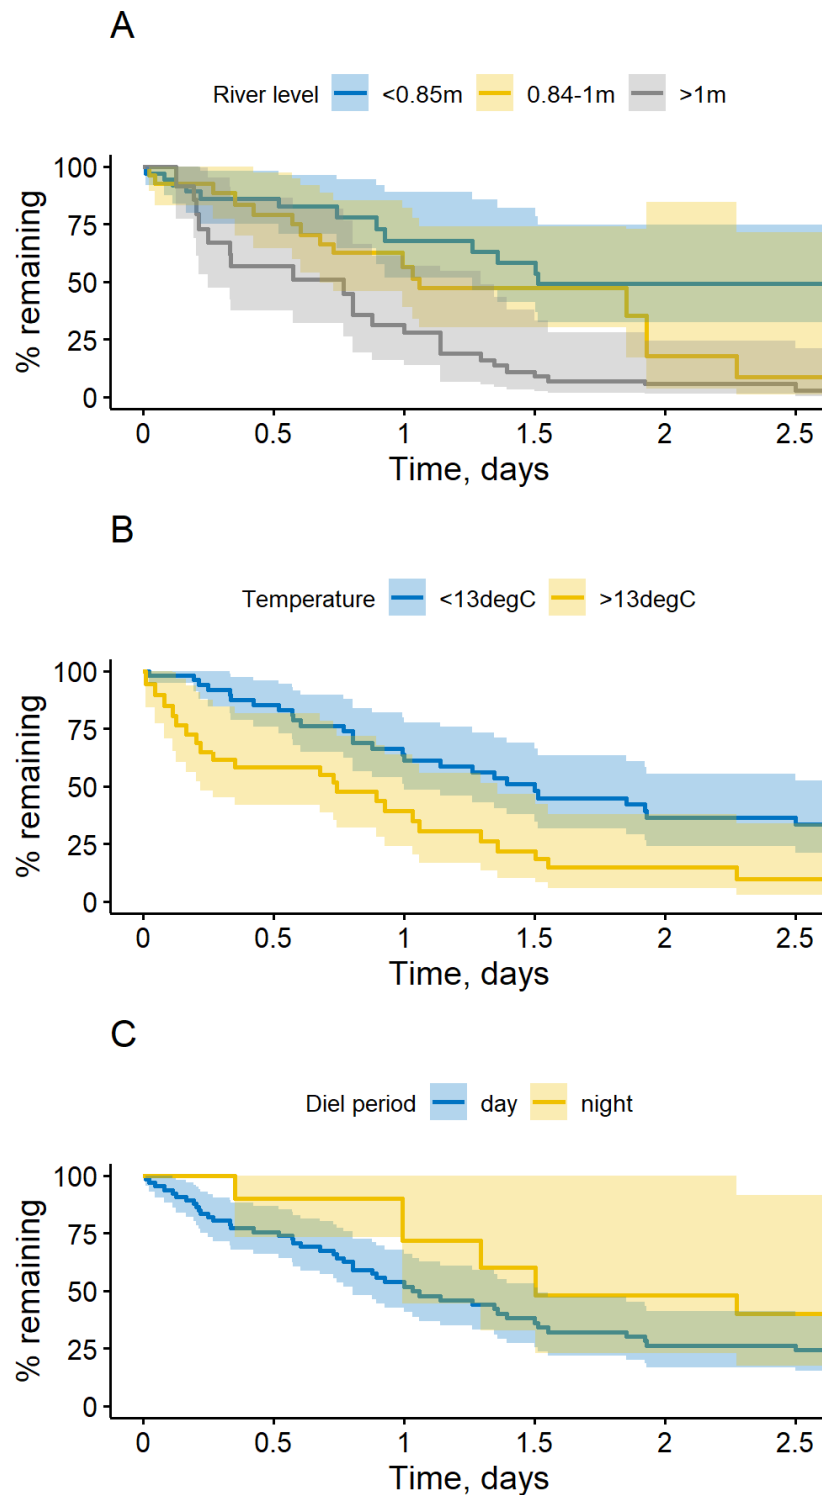 A
River level <0.85m 0.84-1m >1m
100
75
50
25
0
% remaining
0 0.5 1 1.5 2 2.5
Time, days
B
Temperature <13degC >13degC
100
75
50
25
0
% remaining
0 0.5 1 1.5 2 2.5
Time, days
C
Diel period day night
100
75
50
25
0
% remaining
0 0.5 1 1.5 2 2.5
Time, days